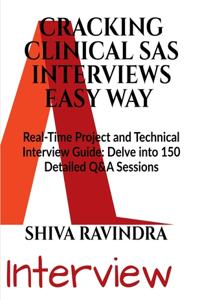 CRACKING
CLINICAL SAS
INTERVIEWS
EASY WAY
Real-Time Project and Technical
Interview Guide: Delve into 150
Detailed Q&A Sessions
SHIVA RAVINDRA
Interview